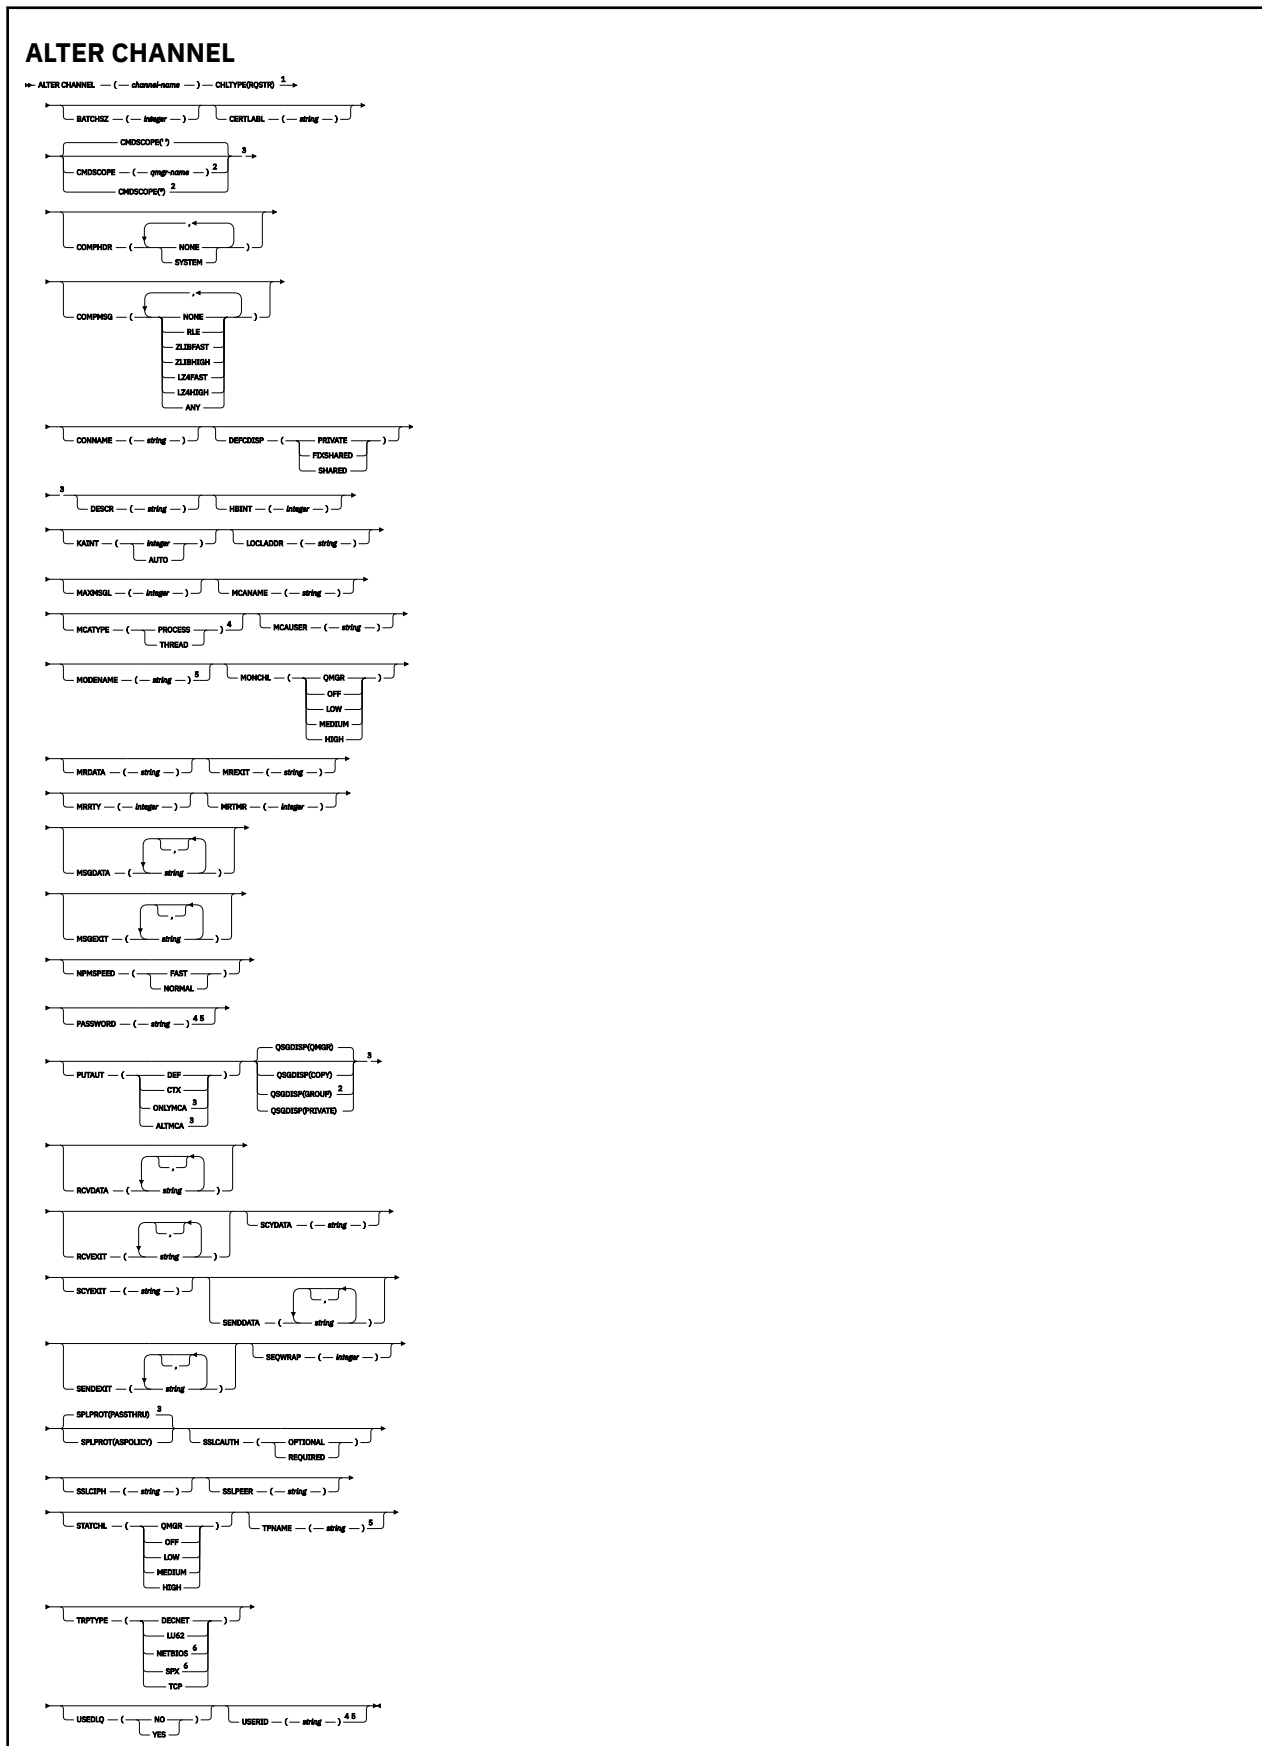 ALTER CHANNEL
ALTER CHANNEL ( channel-name ) CHLTYPE(RQSTR) 1
BATCHSZ ( integer ) CERTLABL ( string )
CMDSCOPE(' ')
3
CMDSCOPE ( qmgr-name ) 2
CMDSCOPE(*) 2
,
COMPHDR ( NONE )
SYSTEM
,
COMPMSG ( NONE )
RLE
ZLIBFAST
ZLIBHIGH
LZ4FAST
LZ4HIGH
ANY
CONNAME ( string ) DEFCDISP ( PRIVATE )
FIXSHARED
SHARED
3
DESCR ( string ) HBINT ( integer )
KAINT ( integer ) LOCLADDR ( string )
AUTO
MAXMSGL ( integer ) MCANAME ( string )
MCATYPE ( PROCESS ) 4 MCAUSER ( string )
THREAD
MODENAME ( string ) 5 MONCHL ( QMGR )
OFF
LOW
MEDIUM
HIGH
MRDATA ( string ) MREXIT ( string )
MRRTY ( integer ) MRTMR ( integer )
,
MSGDATA ( string )
,
MSGEXIT ( string )
NPMSPEED ( FAST )
NORMAL
PASSWORD ( string ) 4 5
QSGDISP(QMGR)
3
PUTAUT ( DEF ) QSGDISP(COPY)
CTX QSGDISP(GROUP) 2
ONLYMCA 3 QSGDISP(PRIVATE)
ALTMCA 3
,
RCVDATA ( string )
,
SCYDATA ( string )
RCVEXIT ( string )
SCYEXIT ( string )
,
SENDDATA ( string )
SEQWRAP ( integer )
,
SENDEXIT ( string )
SPLPROT(PASSTHRU) 3
SPLPROT(ASPOLICY) SSLCAUTH ( OPTIONAL )
REQUIRED
SSLCIPH ( string ) SSLPEER ( string )
STATCHL ( QMGR ) TPNAME ( string ) 5
OFF
LOW
MEDIUM
HIGH
TRPTYPE ( DECNET )
LU62
NETBIOS 6
SPX 6
TCP
USEDLQ ( NO ) USERID ( string ) 4 5
YES